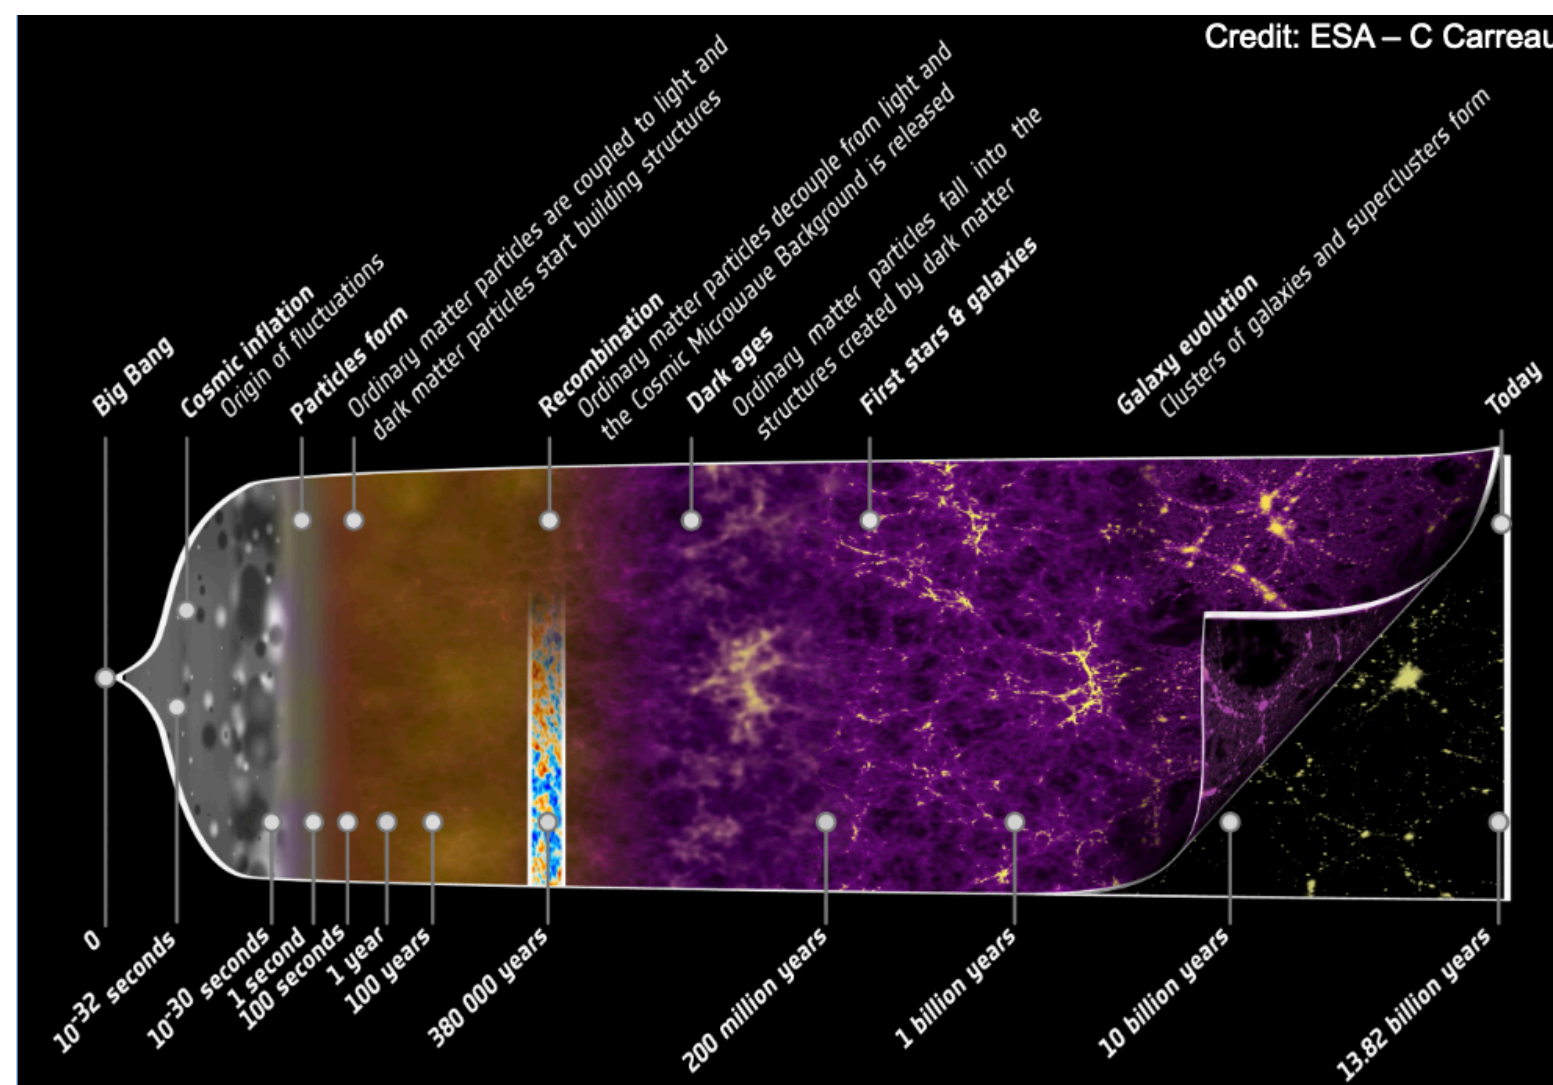 Credit: ESA – C Carreau
Big Bang
Cosmic inflation
Origin of fluctuations
Particles form
Ordinary matter particles are coupled to light and
dark matter particles start building structures
Recombination
Ordinary matter particles decouple from light and
the Cosmic Microwave Background is released
Dark ages
Ordinary matter particles fall into the
structures created by dark matter
First stars & galaxies
Galaxy evolution
Clusters of galaxies and superclusters form
Today
0
10-32 seconds
10-30 seconds
1 second
100 seconds
1 year
100 years
380 000 years
200 million years
1 billion years
10 billion years
13.82 billion years